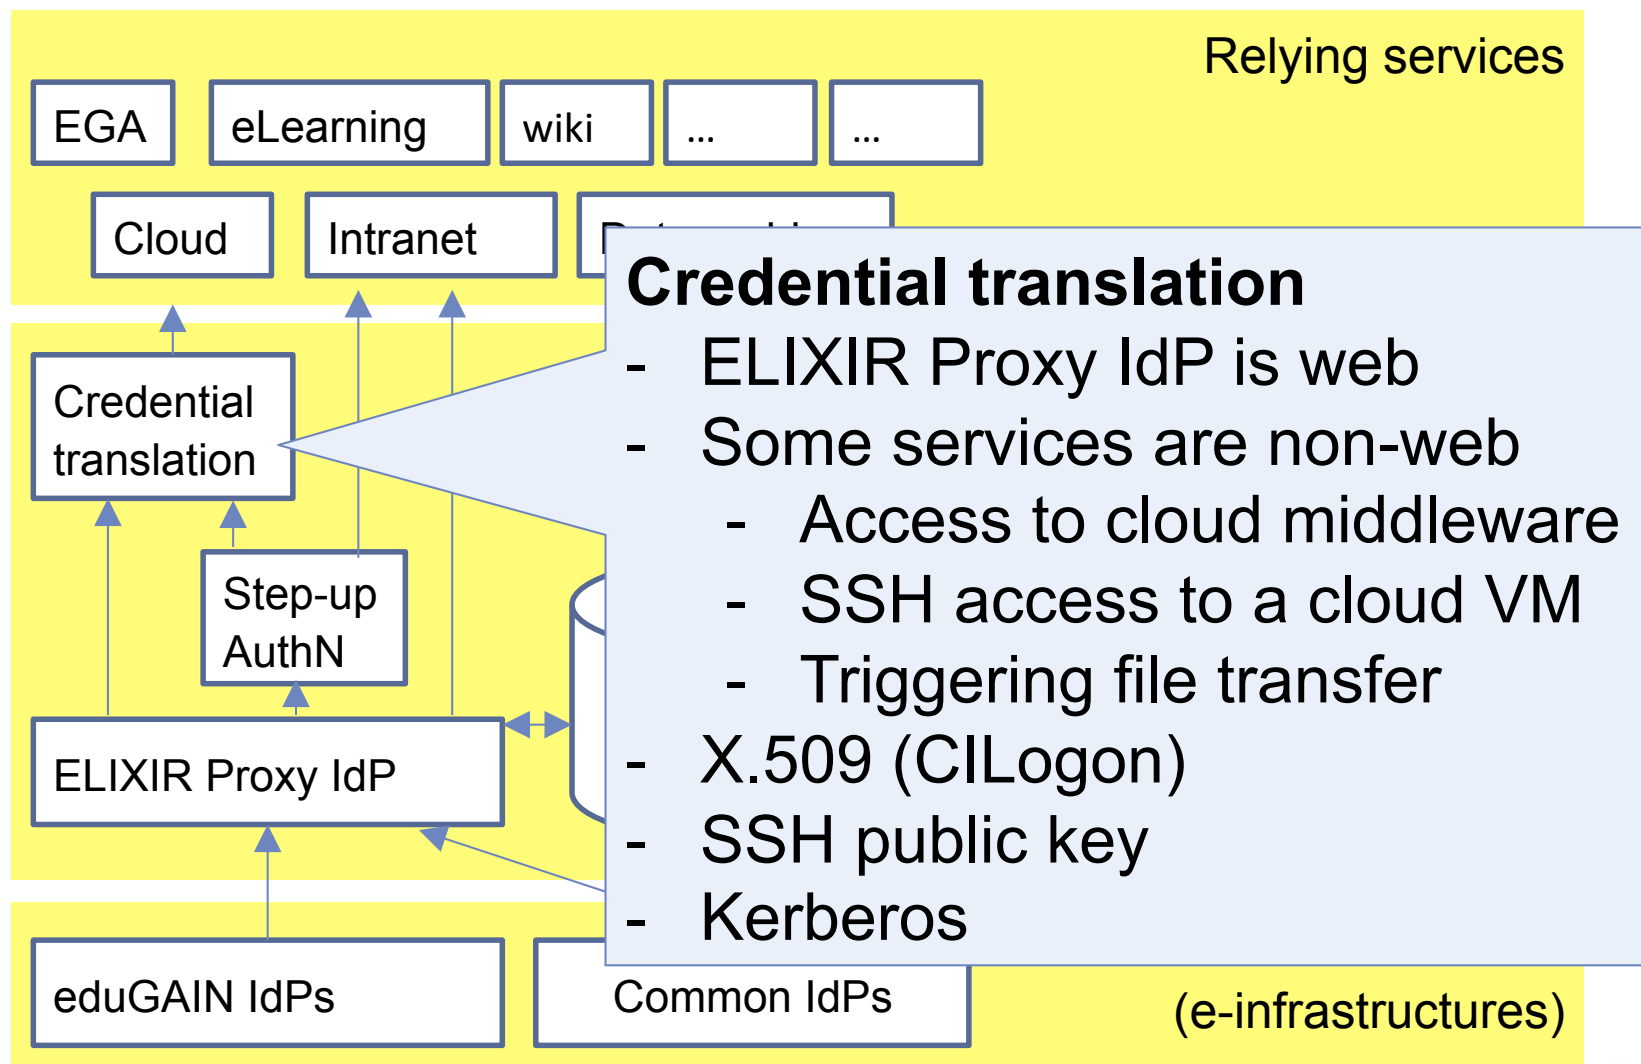 Relying services
EGA
eLearning
wiki
...
...
Cloud
Intranet
Credential translation
- ELIXIR Proxy IdP is web
- Some services are non-web
- Access to cloud middleware
- SSH access to a cloud VM
- Triggering file transfer
- X.509 (CILogon)
- SSH public key
- Kerberos
Credential
translation
Step-up
AuthN
ELIXIR Proxy IdP
eduGAIN IdPs
Common IdPs
(e-infrastructures)